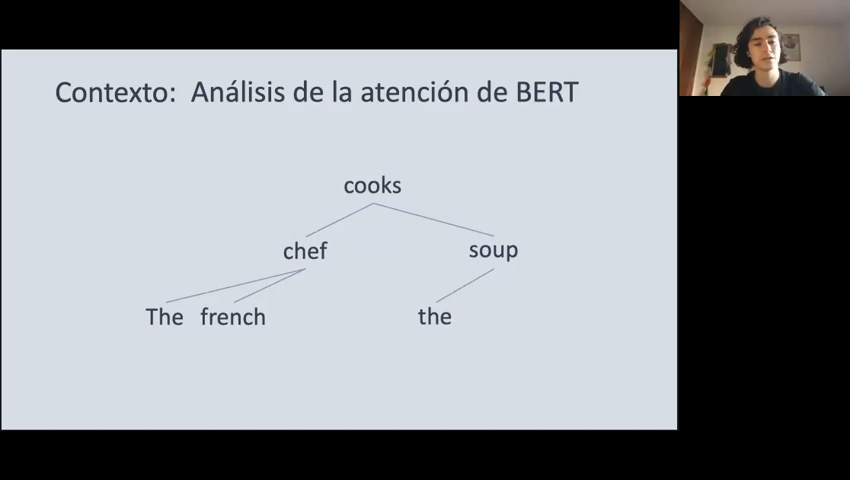 Contexto: Análisis de la atención de BERT
cooks
chef soup
The french the